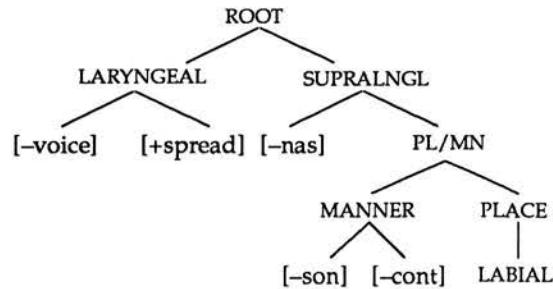 ROOT
LARYNGEAL SUPRALNGL
[–voice] [+spread] [–nas] PL/MN
MANNER PLACE
[–son] [–cont] LABIAL